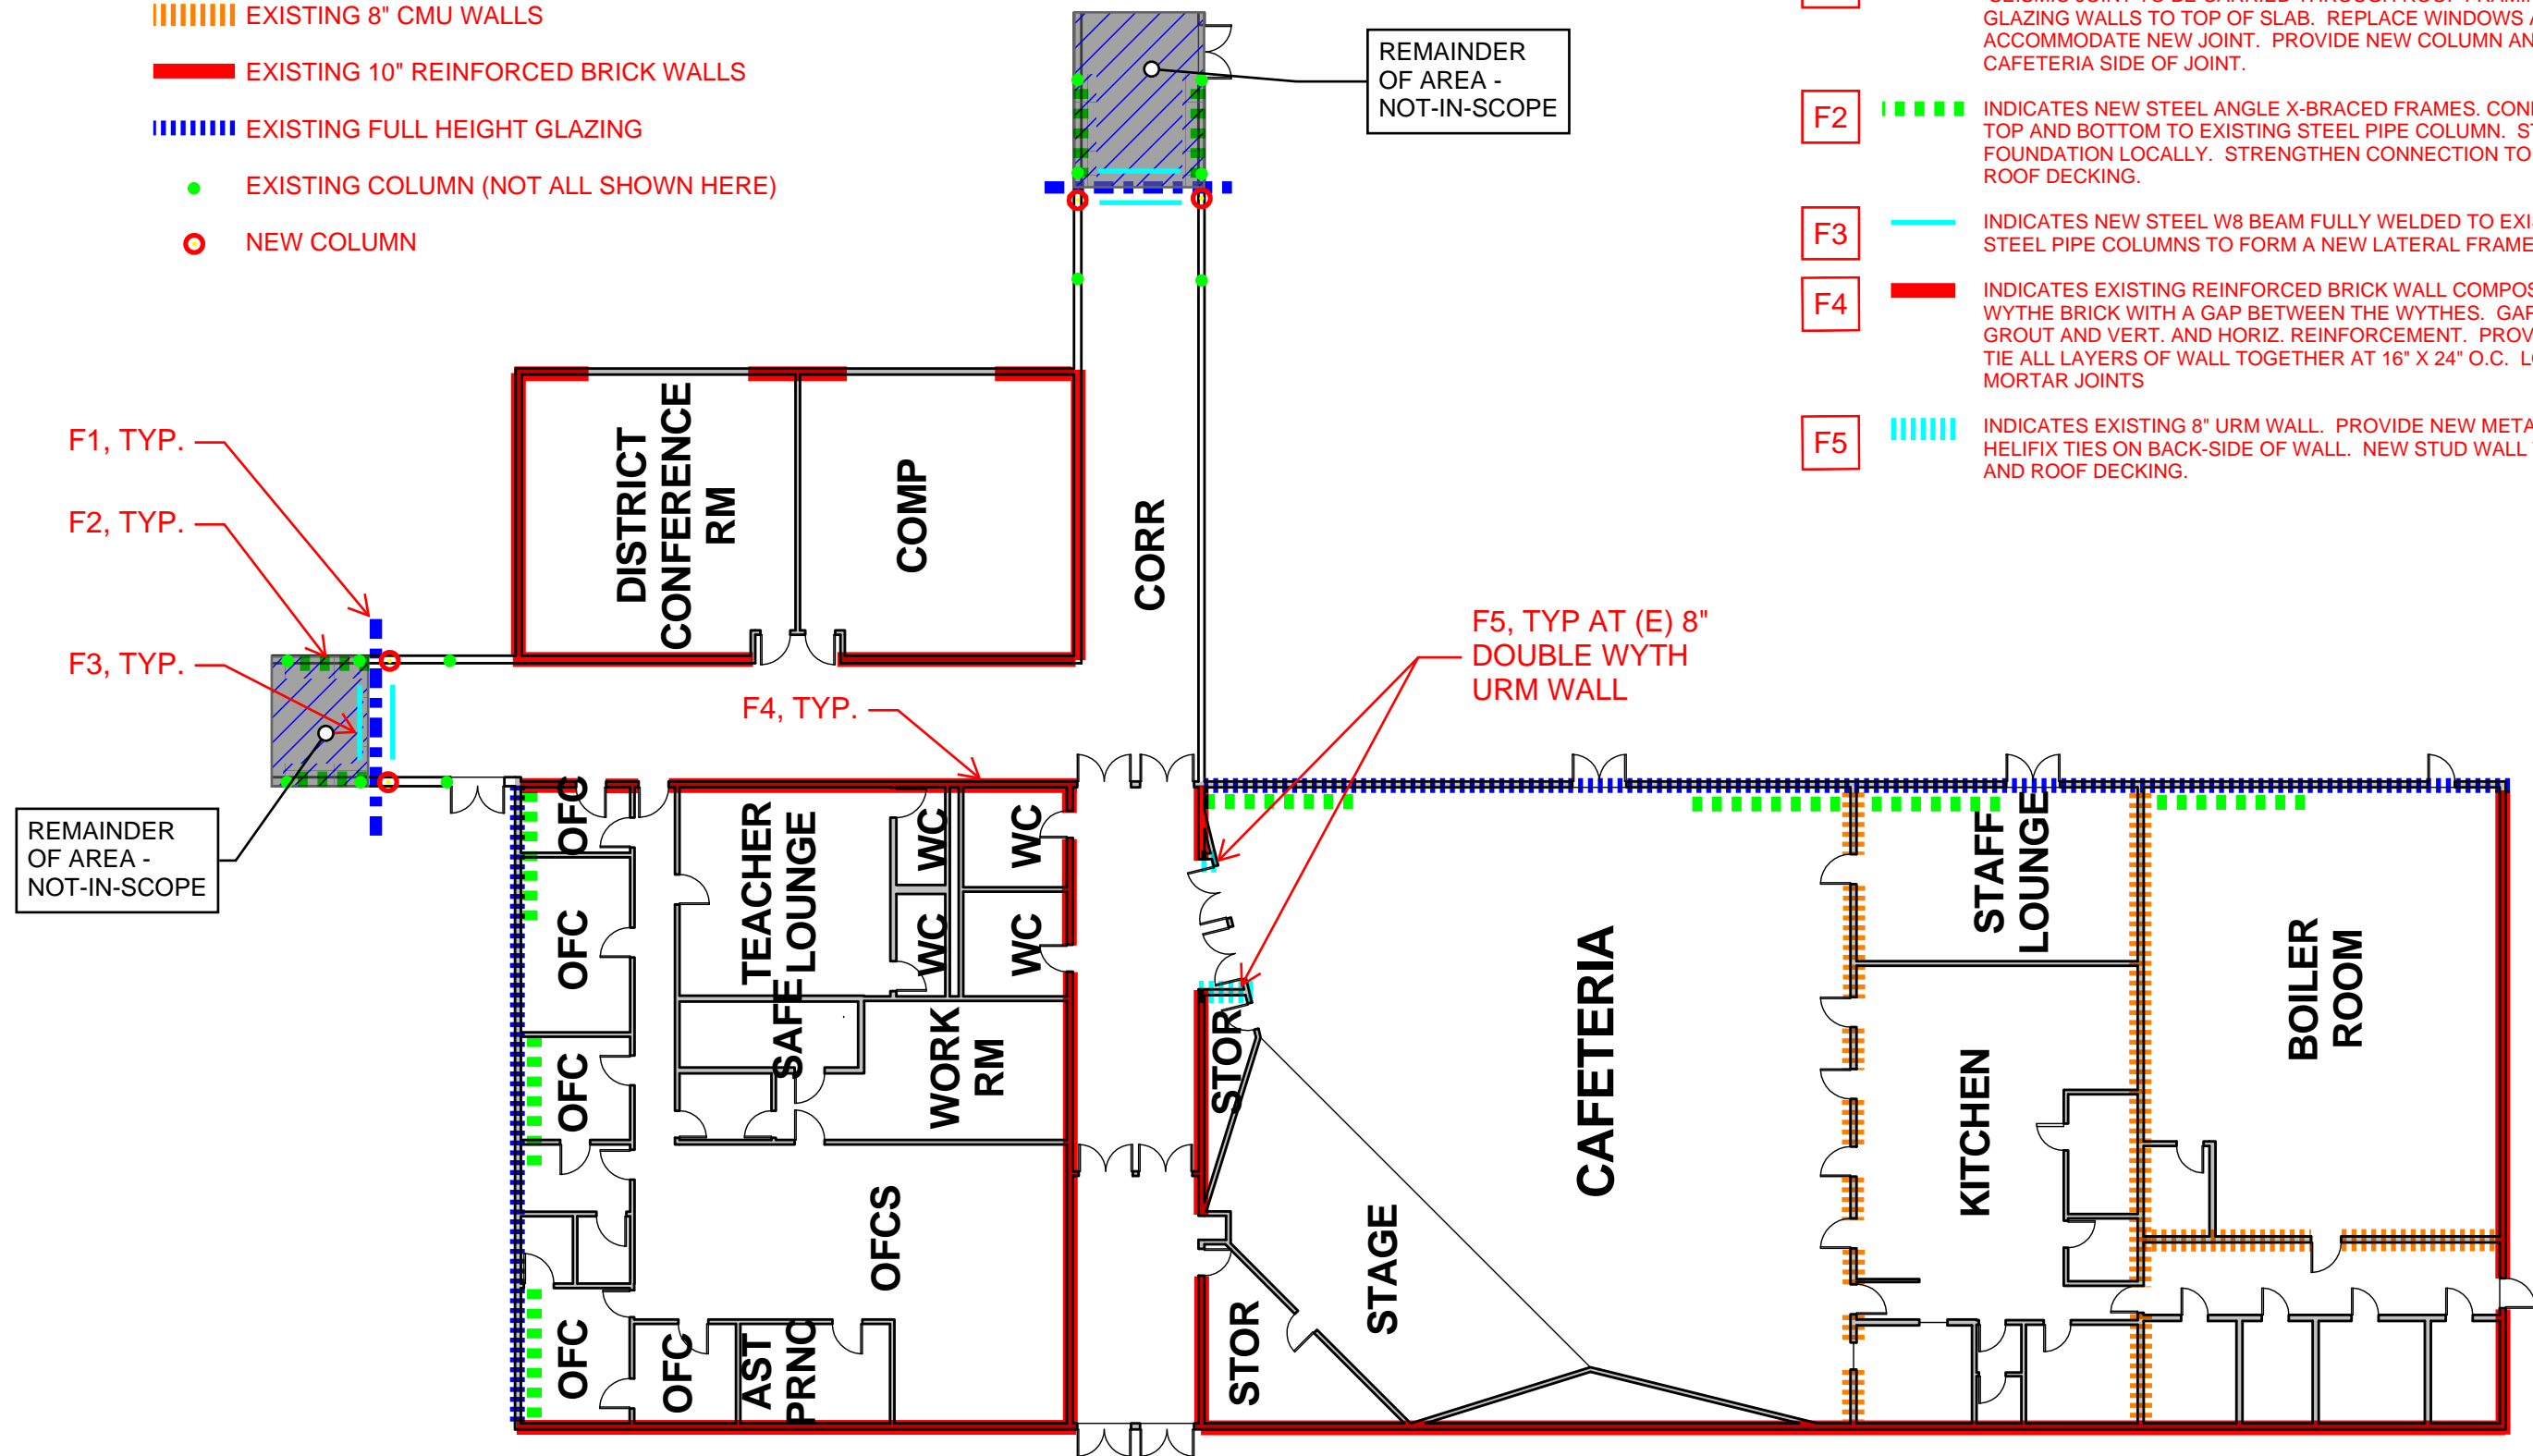 EXISTING 8" CMU WALLS
EXISTING 10" REINFORCED BRICK WALLS
EXISTING FULL HEIGHT GLAZING
EXISTING COLUMN (NOT ALL SHOWN HERE)
NEW COLUMN
REMAINDER
OF AREA -
NOT-IN-SCOPE
GLAZING WALLS TO TOP OF SLAB. REPLACE WINDOWS
ACCOMMODATE NEW JOINT. PROVIDE NEW COLUMN AN
CAFETERIA SIDE OF JOINT.
F2
INDICATES NEW STEEL ANGLE X-BRACED FRAMES. CON
TOP AND BOTTOM TO EXISTING STEEL PIPE COLUMN. S
FOUNDATION LOCALLY. STRENGTHEN CONNECTION TO
ROOF DECKING.
F3
INDICATES NEW STEEL W8 BEAM FULLY WELDED TO EXI
STEEL PIPE COLUMNS TO FORM A NEW LATERAL FRAME
F4
INDICATES EXISTING REINFORCED BRICK WALL COMPOS
WYTHE BRICK WITH A GAP BETWEEN THE WYTHES. GAP
GROUT AND VERT. AND HORIZ. REINFORCEMENT. PROV
TIE ALL LAYERS OF WALL TOGETHER AT 16" X 24" O.C. L
MORTAR JOINTS
F5
INDICATES EXISTING 8" URM WALL. PROVIDE NEW META
HELIFIX TIES ON BACK-SIDE OF WALL. NEW STUD WALL
AND ROOF DECKING.
F1, TYP.
F2, TYP.
F3, TYP.
F4, TYP.
F5, TYP AT (E) 8"
DOUBLE WYTH
URM WALL
REMAINDER
OF AREA -
NOT-IN-SCOPE
DISTRICT
CONFERENCE
RM
COMP
CORR
OFC
OFC
OFC
OFC
OFC
TEACHER
LOUNGE
SAFE
WC
WC
WC
WC
WORK
RM
OFCS
AST
PRNC
STOR
STOR
STAGE
CAFETERIA
STAFF
LOUNGE
KITCHEN
BOILER
ROOM